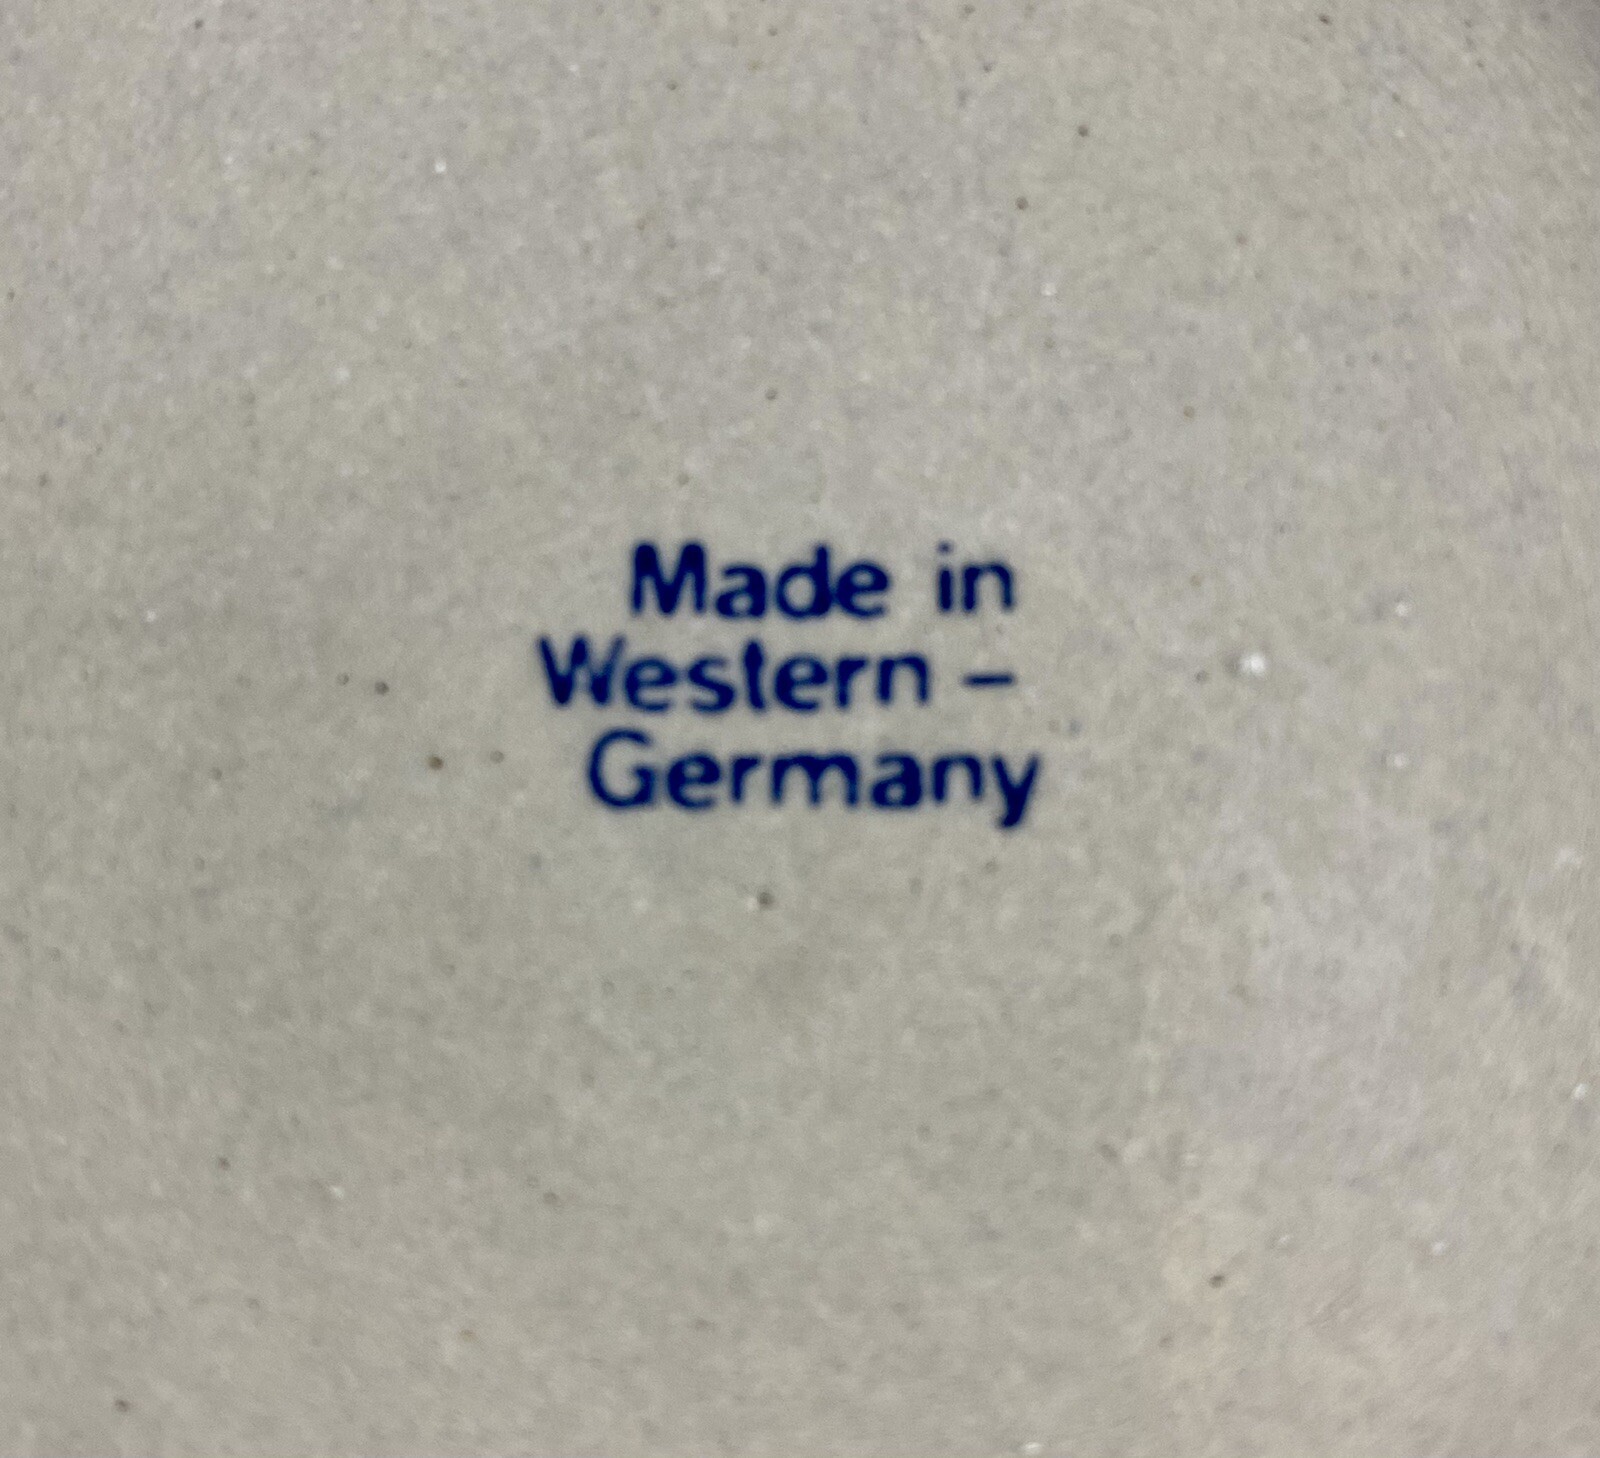 Made in
Western –
Germany